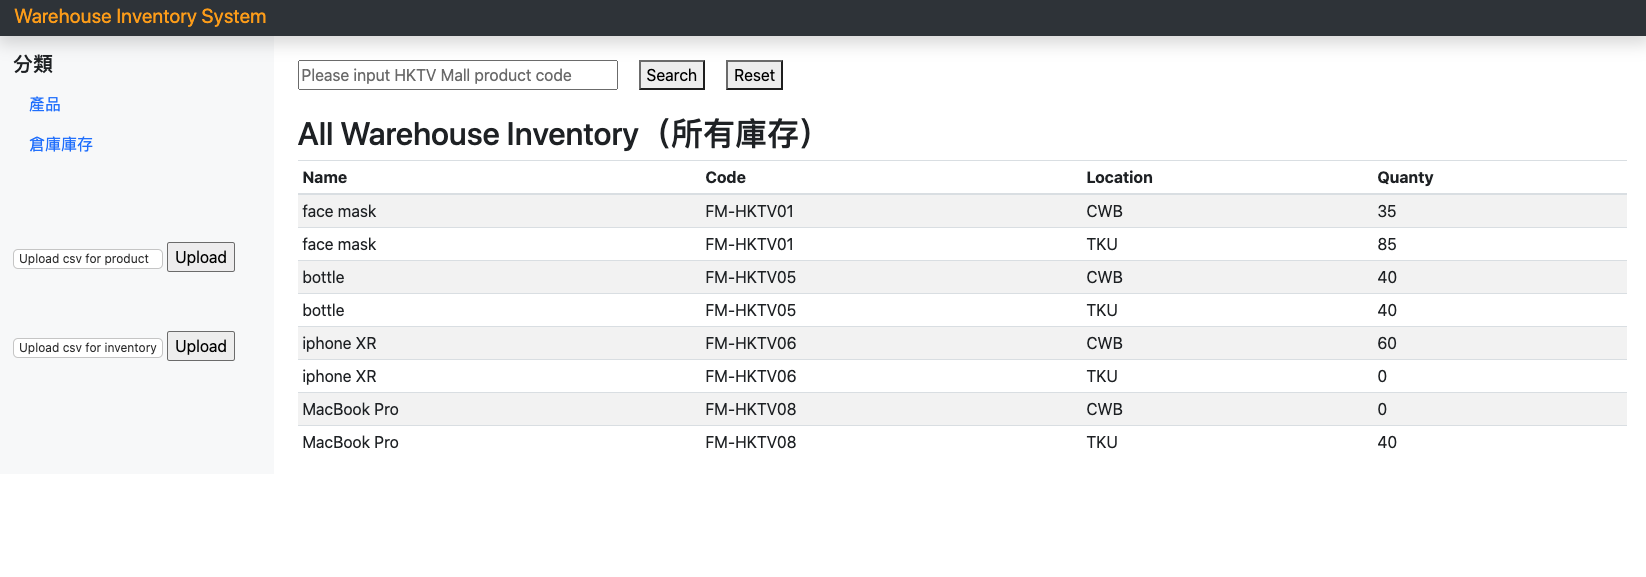 Warehouse Inventory System
分類
產品
倉庫庫存
Upload csv for product Upload
Upload csv for inventory Upload
Please input HKTV Mall product code Search Reset
All Warehouse Inventory（所有庫存）
Name Code Location Quanty
face mask FM-HKTV01 CWB 35
face mask FM-HKTV01 TKU 85
bottle FM-HKTV05 CWB 40
bottle FM-HKTV05 TKU 40
iphone XR FM-HKTV06 CWB 60
iphone XR FM-HKTV06 TKU 0
MacBook Pro FM-HKTV08 CWB 0
MacBook Pro FM-HKTV08 TKU 40